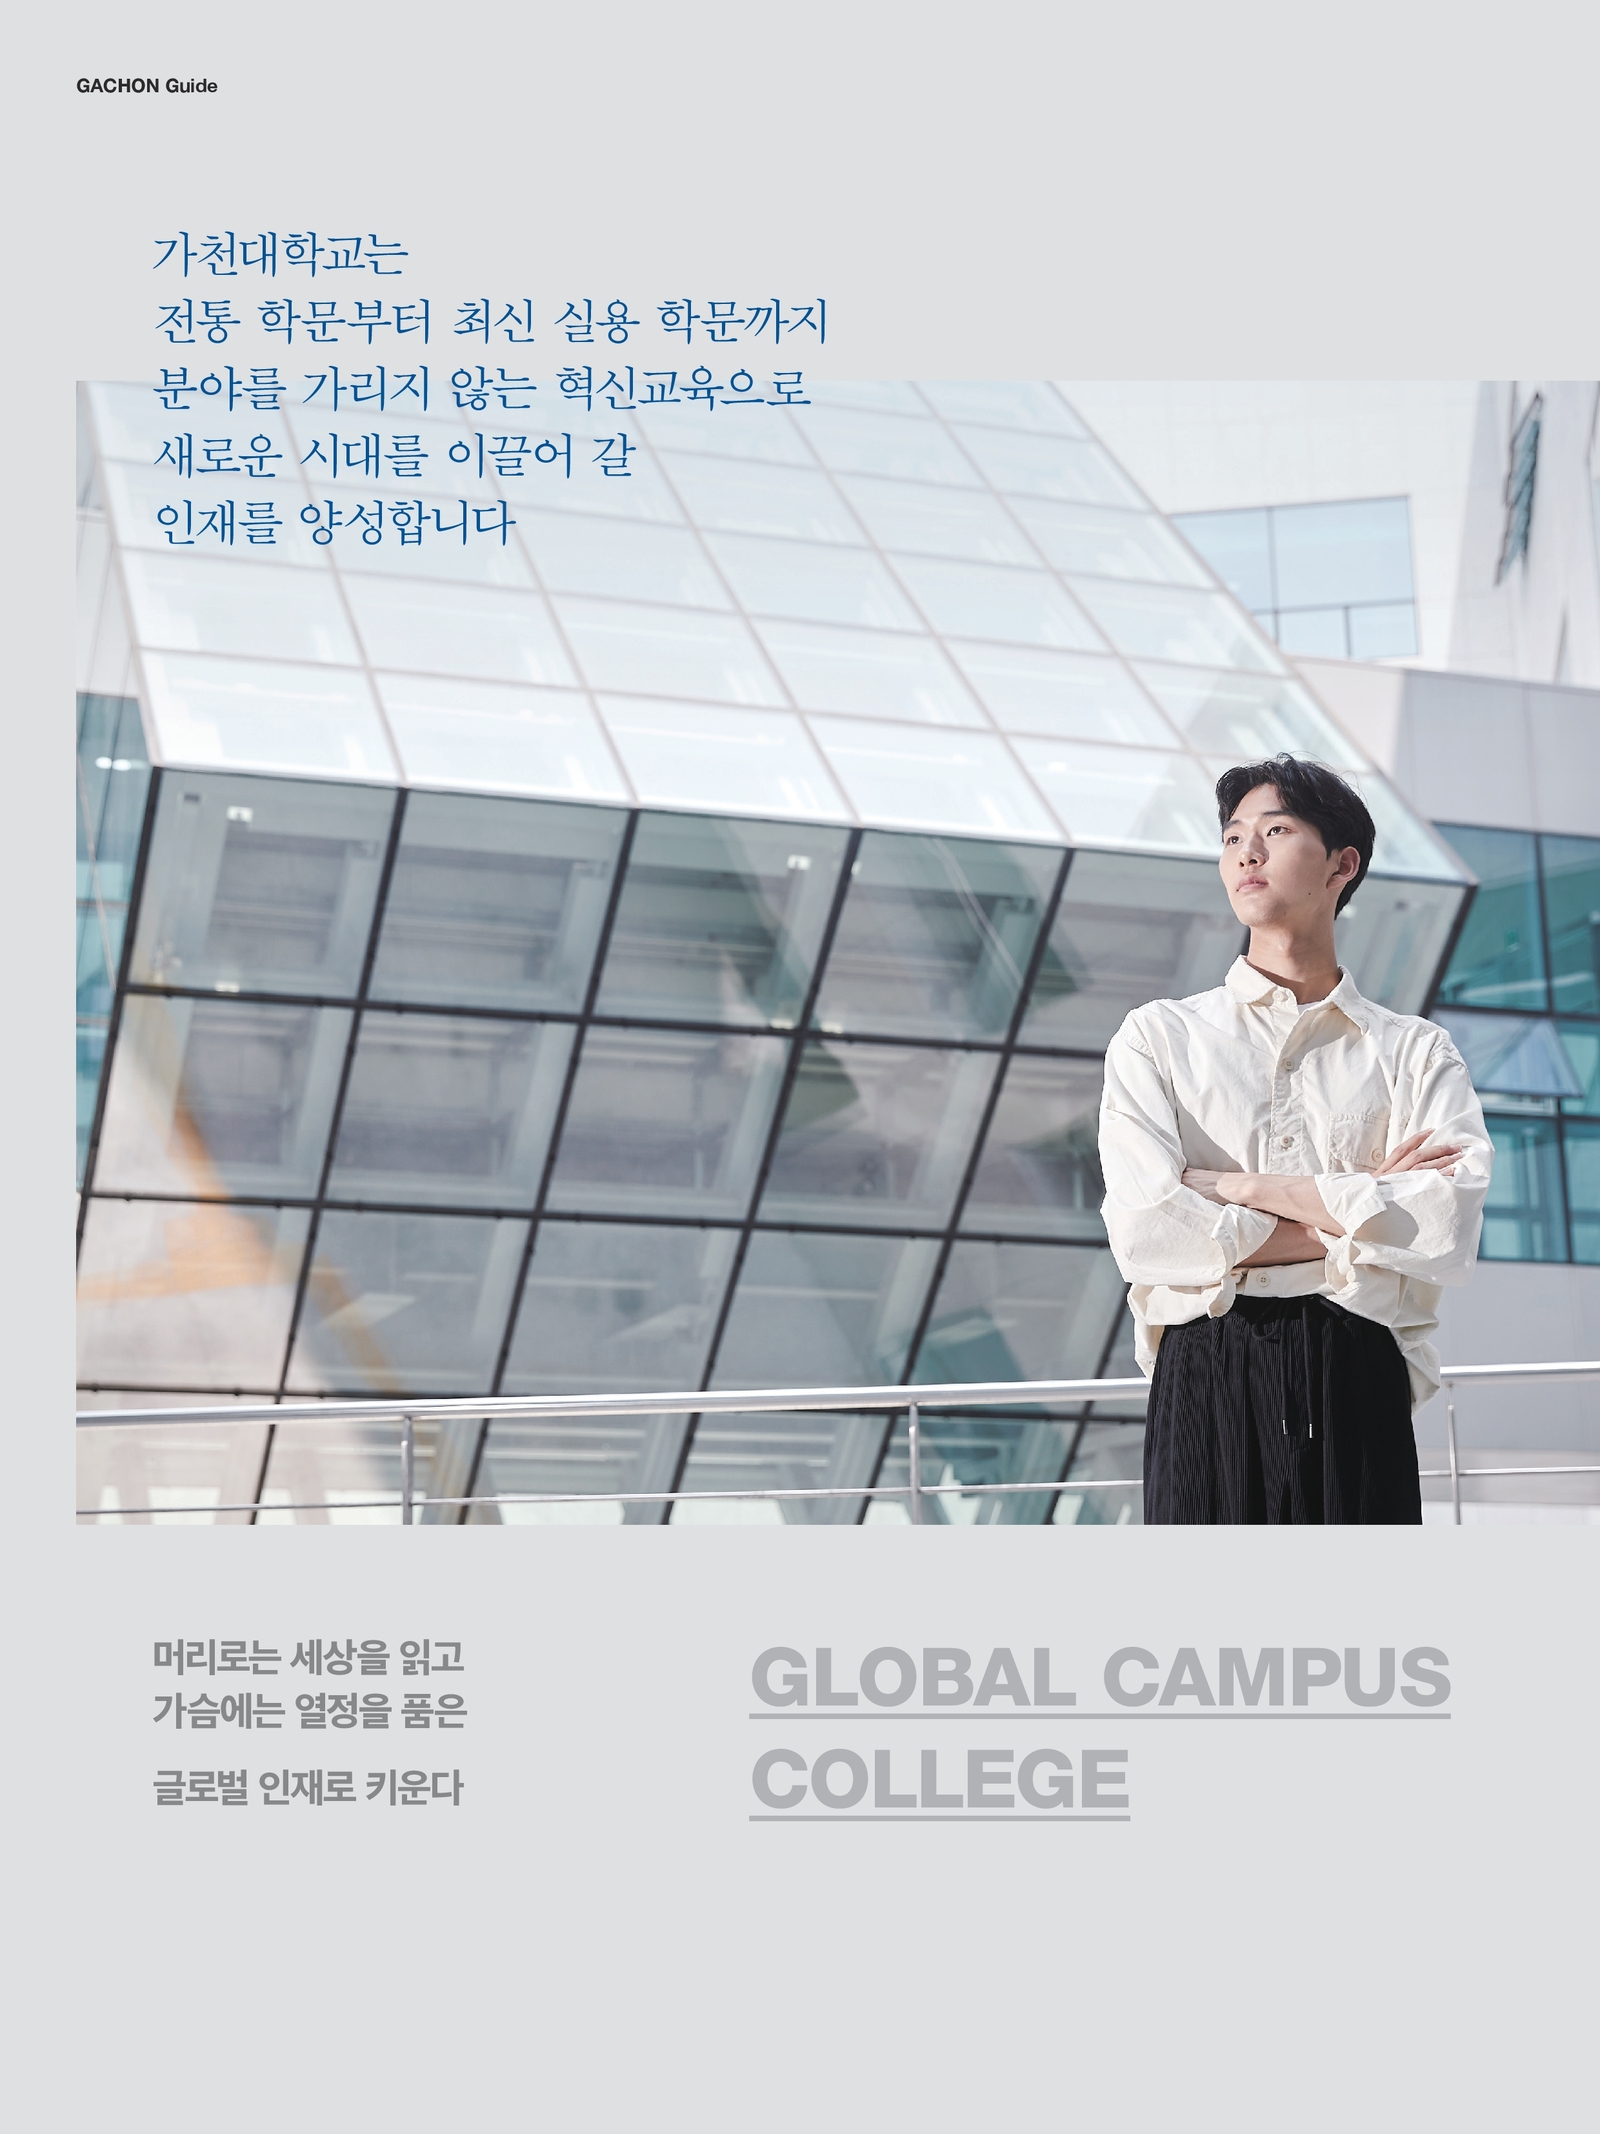 GACHON Guide
가천대학교는
전통 학문부터 최신 실용 학문까지
분야를 가리지 않는 혁신교육으로
새로운 시대를 이끌어 갈
인재를 양성합니다
머리로는 세상을 읽고
가슴에는 열정을 품은
글로벌 인재로 키운다
GLOBAL CAMPUS
COLLEGE